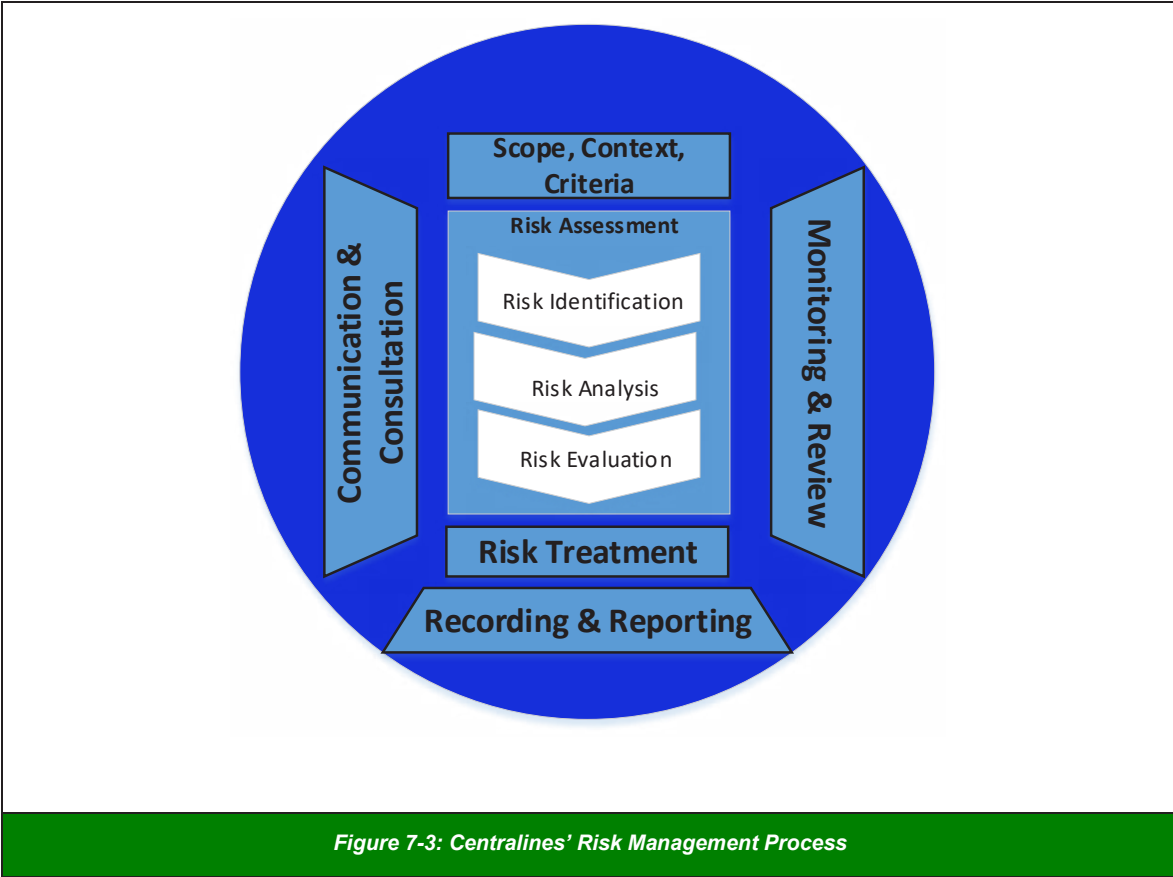 Scope, Context,
Criteria
Risk Assessment
Risk Identification
Risk Analysis
Risk Evaluation
Communication &
Consultation
Monitoring & Review
Risk Treatment
Recording & Reporting
Figure 7-3: Centralines’ Risk Management Process